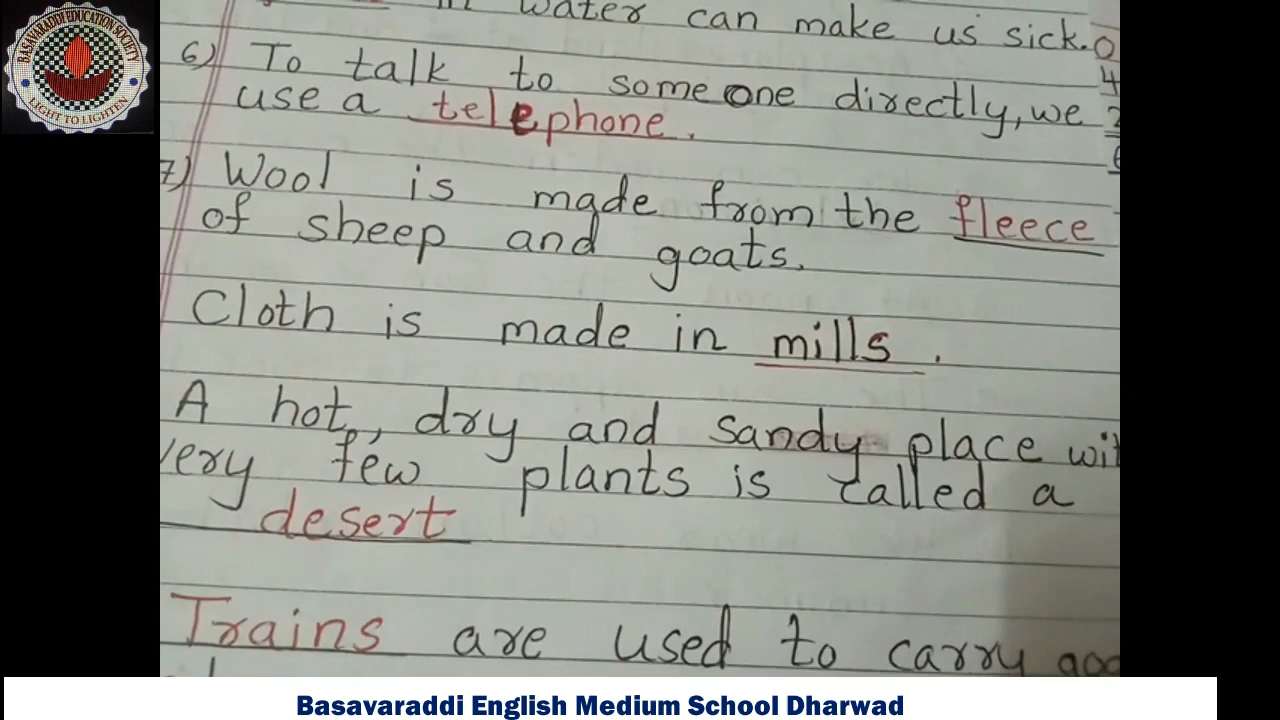 BASAVARADDI EDUCATION SOCIETY
LIGHT TO LIGHTEN
in water can make us sick.
6) To talk to someone directly, we
use a telephone.
7) Wool is made from the fleece
of sheep and goats.
Cloth is made in mills.
A hot, dry and sandy place wit
very few plants is called a
desert
Trains are used to carry goo
Basavaraddi English Medium School Dharwad